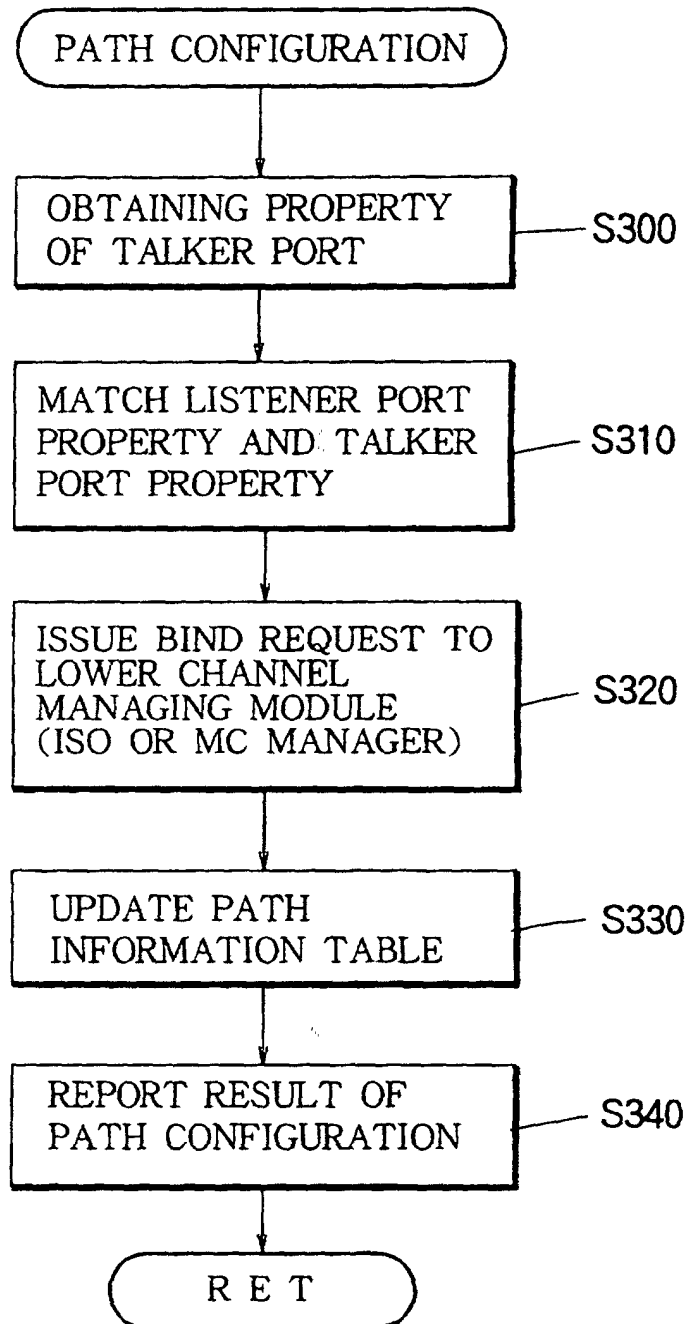 PATH CONFIGURATION
OBTAINING PROPERTY
OF TALKER PORT
S300
MATCH LISTENER PORT
PROPERTY AND TALKER
PORT PROPERTY
S310
ISSUE BIND REQUEST TO
LOWER CHANNEL
MANAGING MODULE
(ISO OR MC MANAGER)
S320
UPDATE PATH
INFORMATION TABLE
S330
REPORT RESULT OF
PATH CONFIGURATION
S340
R E T